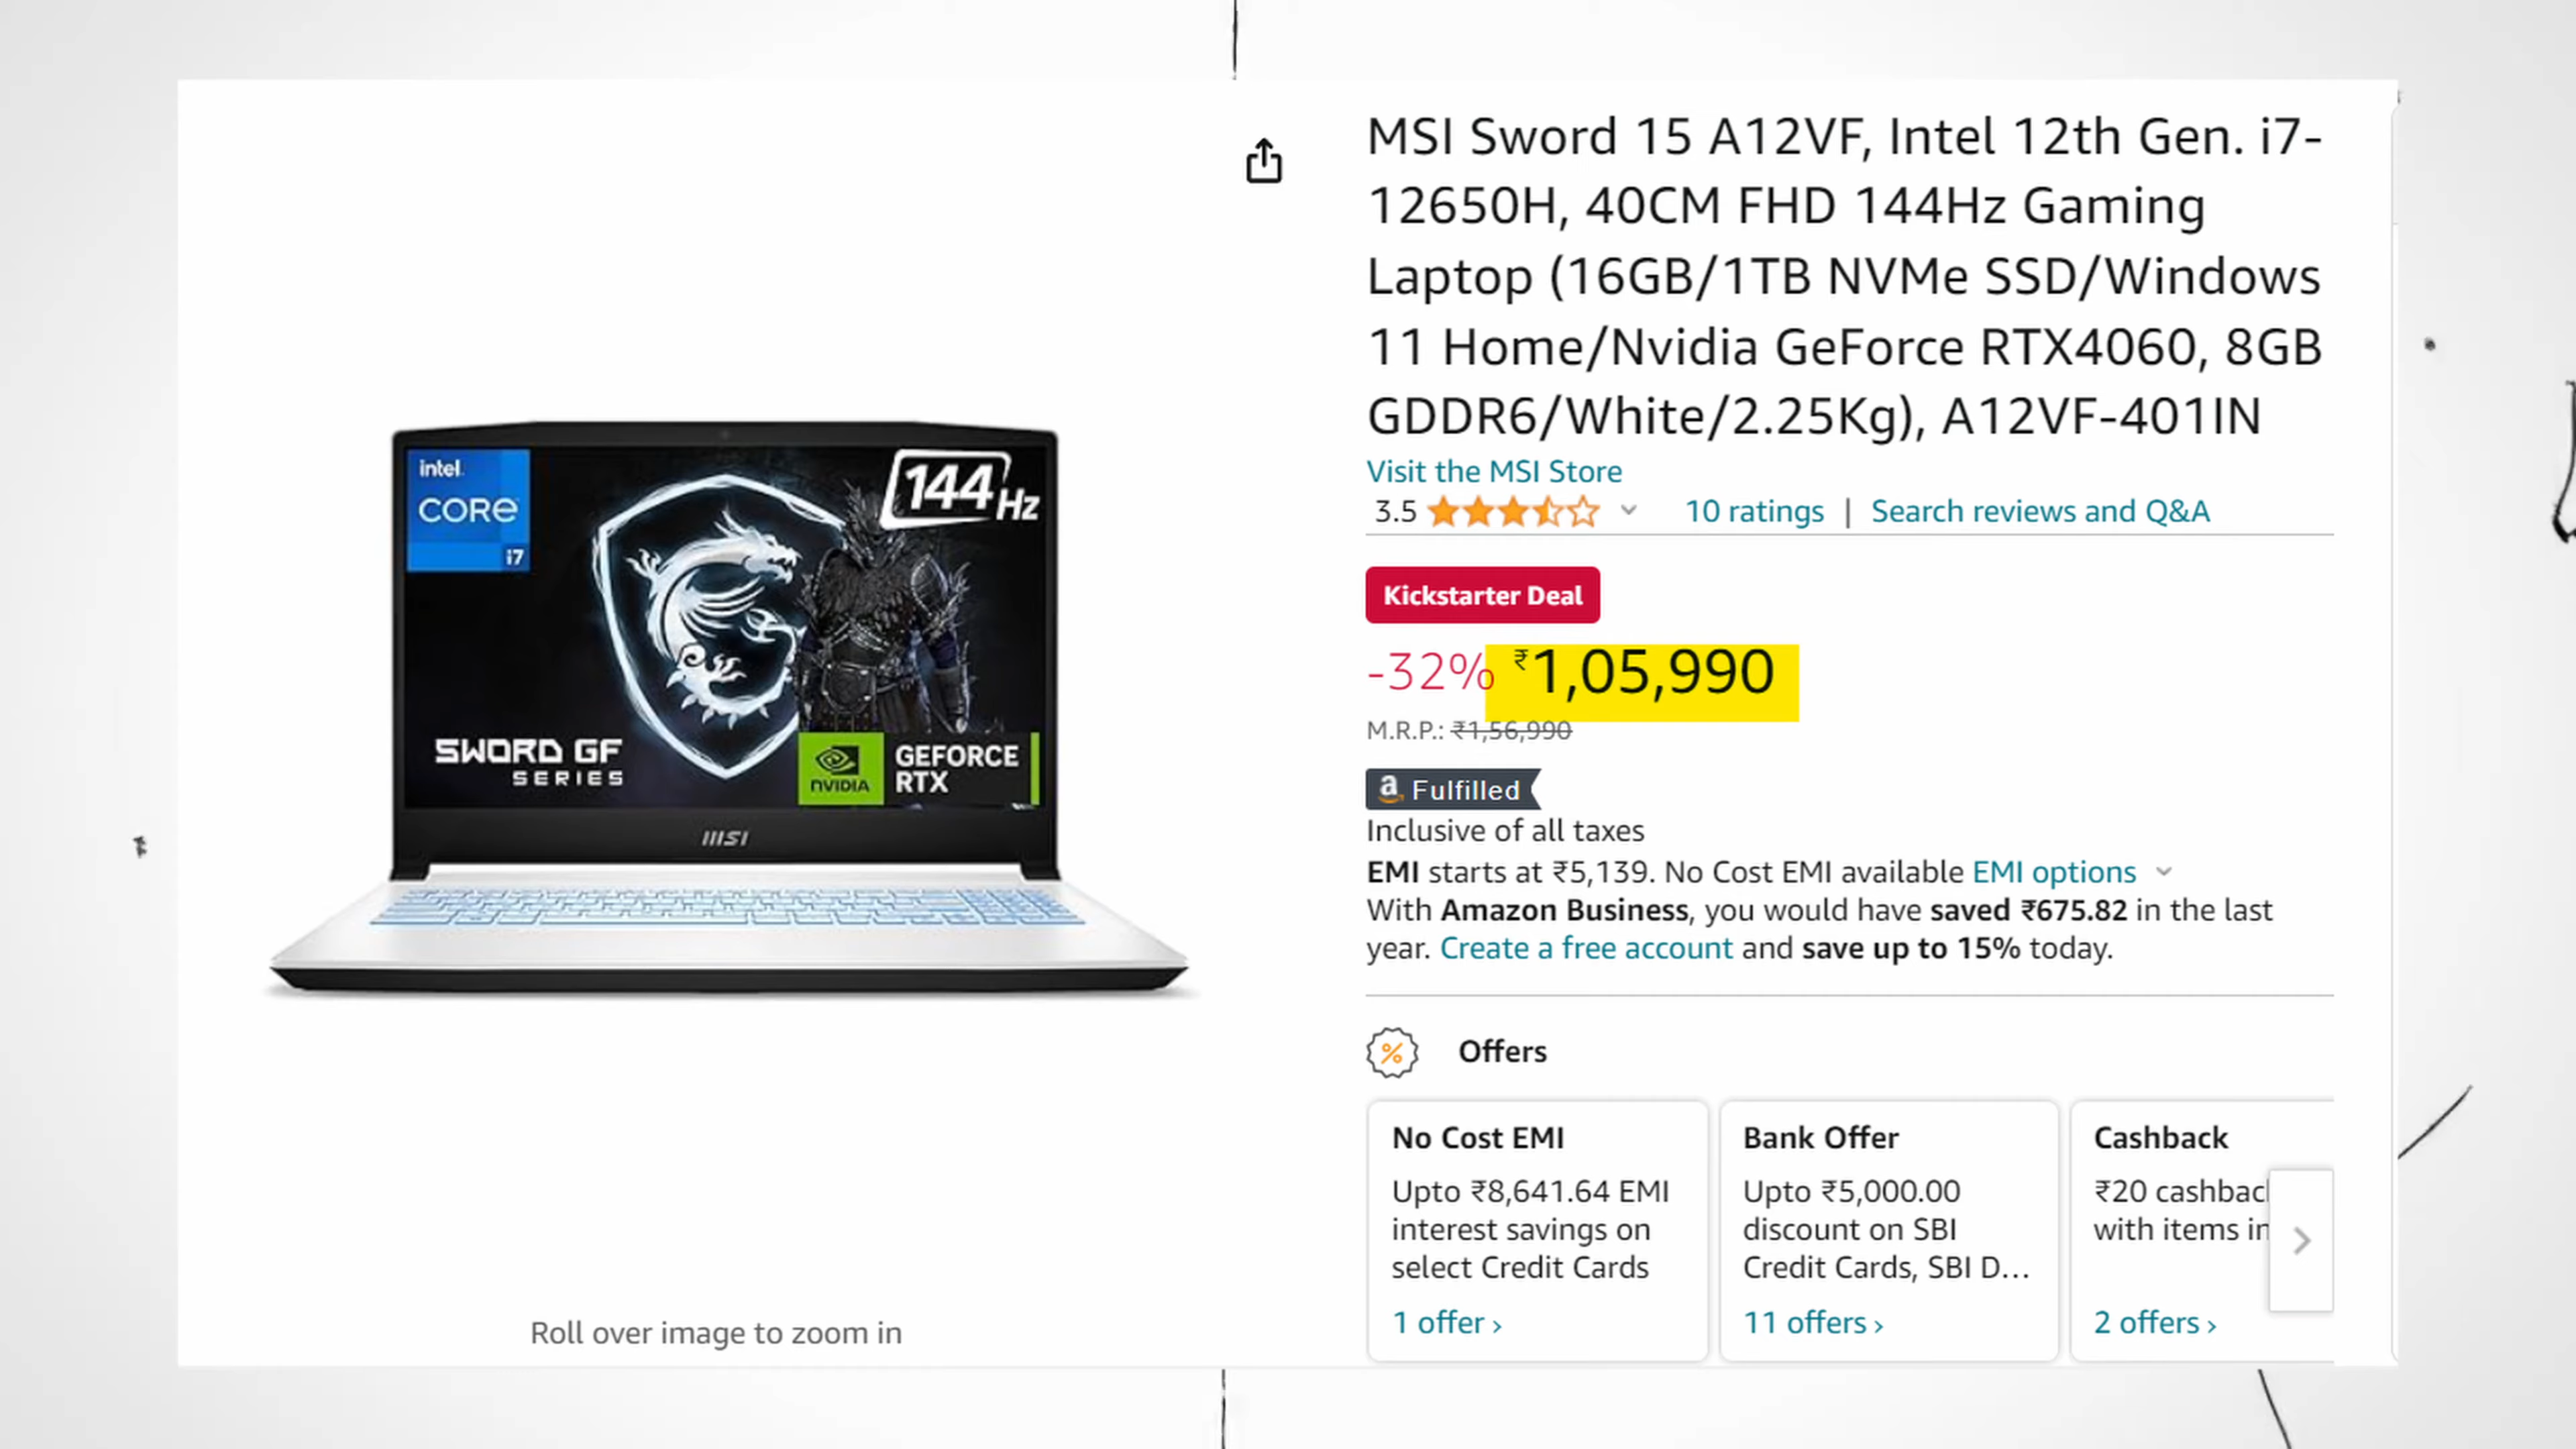 MSI Sword 15 A12VF, Intel 12th Gen. i7-
12650H, 40CM FHD 144Hz Gaming
Laptop (16GB/1TB NVMe SSD/Windows
11 Home/Nvidia GeForce RTX4060, 8GB
GDDR6/White/2.25Kg), A12VF-401IN
Visit the MSI Store
3.5
10 ratings | Search reviews and Q&A
intel
CORE
i7
144Hz
SWORD GF
SERIES
NVIDIA
GEFORCE
RTX
msi
Kickstarter Deal
-32% ₹1,05,990
M.R.P.: ₹1,56,990
a Fulfilled
Inclusive of all taxes
EMI starts at ₹5,139. No Cost EMI available EMI options
With Amazon Business, you would have saved ₹675.82 in the last
year. Create a free account and save up to 15% today.
% Offers
No Cost EMI
Upto ₹8,641.64 EMI
interest savings on
select Credit Cards
1 offer ›
Bank Offer
Upto ₹5,000.00
discount on SBI
Credit Cards, SBI D…
11 offers ›
Cashback
₹20 cashbac
with items in
2 offers ›
Roll over image to zoom in